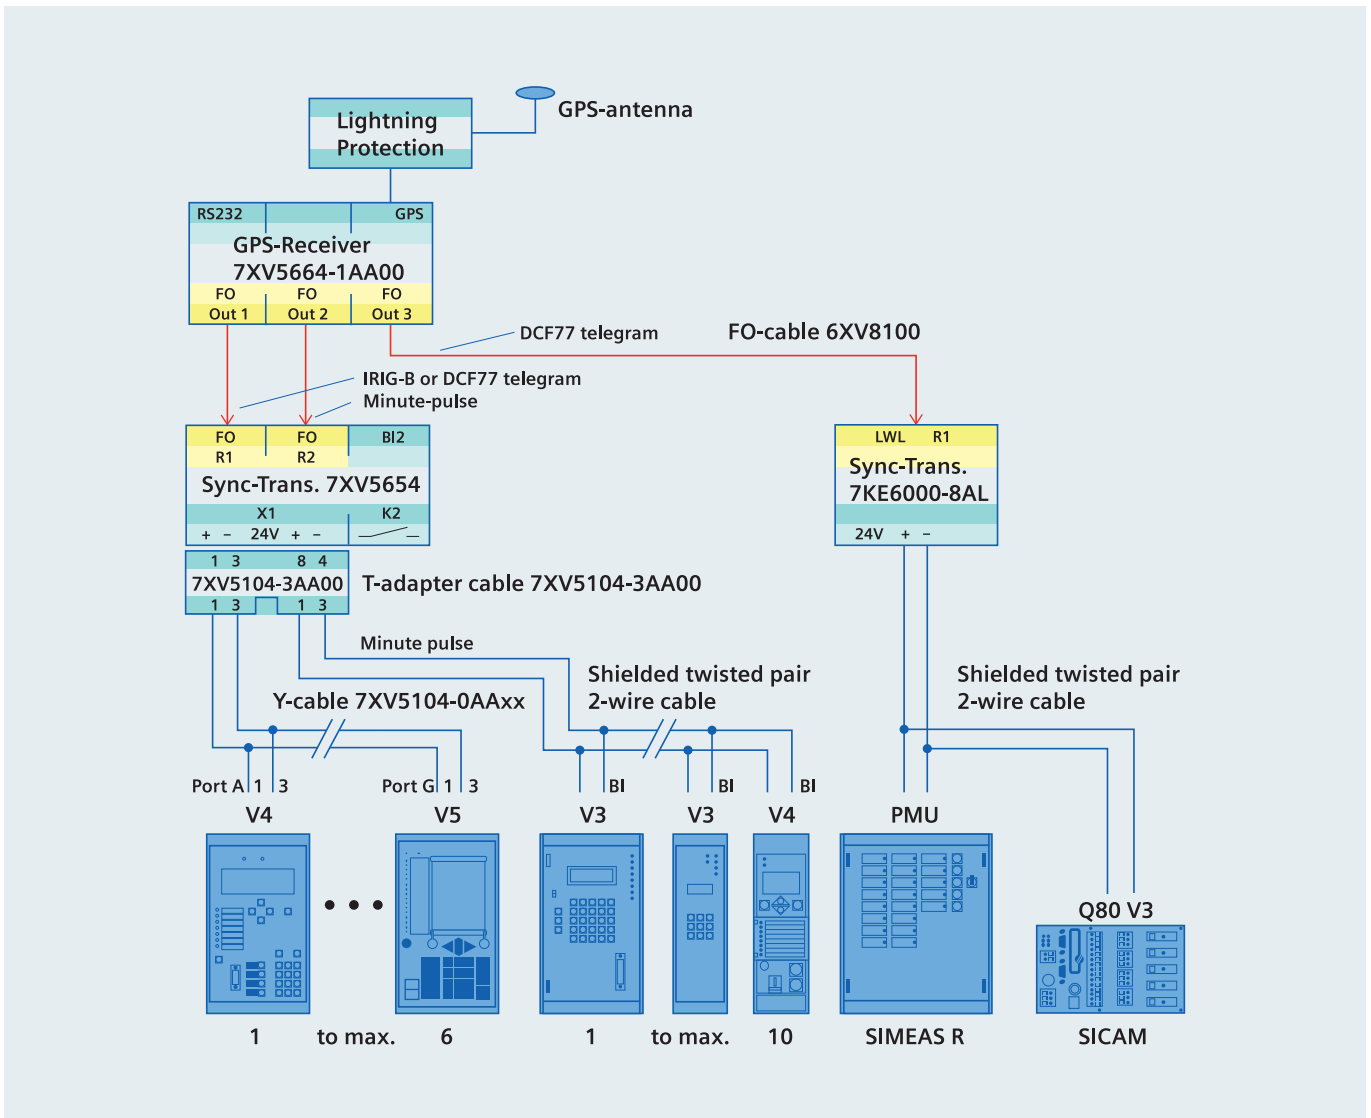 GPS-antenna
Lightning
Protection
RS232 GPS
GPS-Receiver
7XV5664-1AA00
FO FO FO
Out 1 Out 2 Out 3
DCF77 telegram
FO-cable 6XV8100
IRIG-B or DCF77 telegram
Minute-pulse
FO FO BI2
R1 R2
Sync-Trans. 7XV5654
X1 K2
+ – 24V + –
LWL R1
Sync-Trans.
7KE6000-8AL
24V + –
1 3 8 4
7XV5104-3AA00
1 3 1 3
T-adapter cable 7XV5104-3AA00
Minute pulse
Shielded twisted pair
2-wire cable
Shielded twisted pair
2-wire cable
Y-cable 7XV5104-0AAxx
Port A 1 3 Port G 1 3 BI BI BI
V4 V5 V3 V3 V4 PMU
Q80 V3
1 to max. 6 1 to max. 10 SIMEAS R SICAM